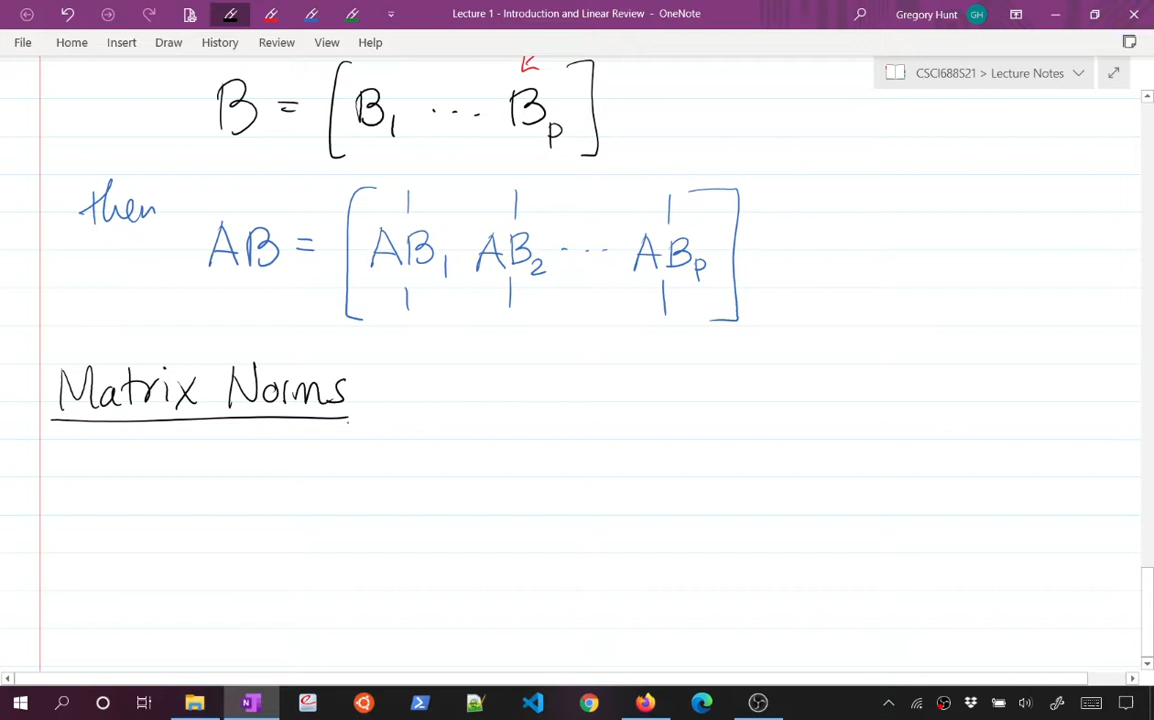 Lecture 1 - Introduction and Linear Review - OneNote
Gregory Hunt GH
File Home Insert Draw History Review View Help
CSCI688S21 > Lecture Notes
B = [B₁ ⋯ Bₚ]
then
AB = [AB₁ AB₂ ⋯ ABₚ]
Matrix Norms